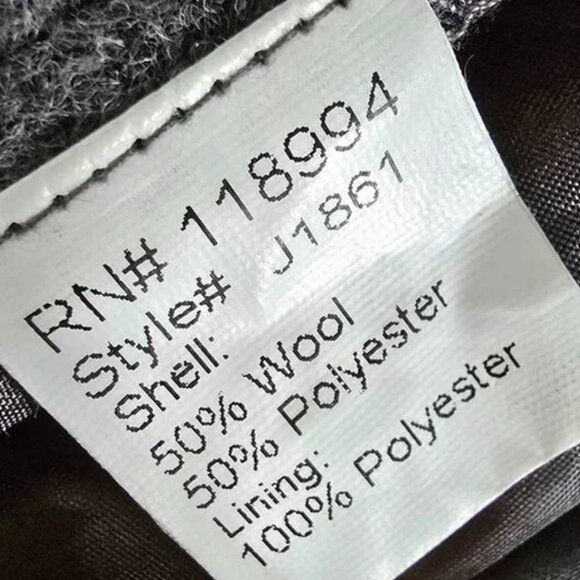 RN# 118994
Style# J1861
Shell:
50% Wool
50% Polyester
Lining:
100% Polyester